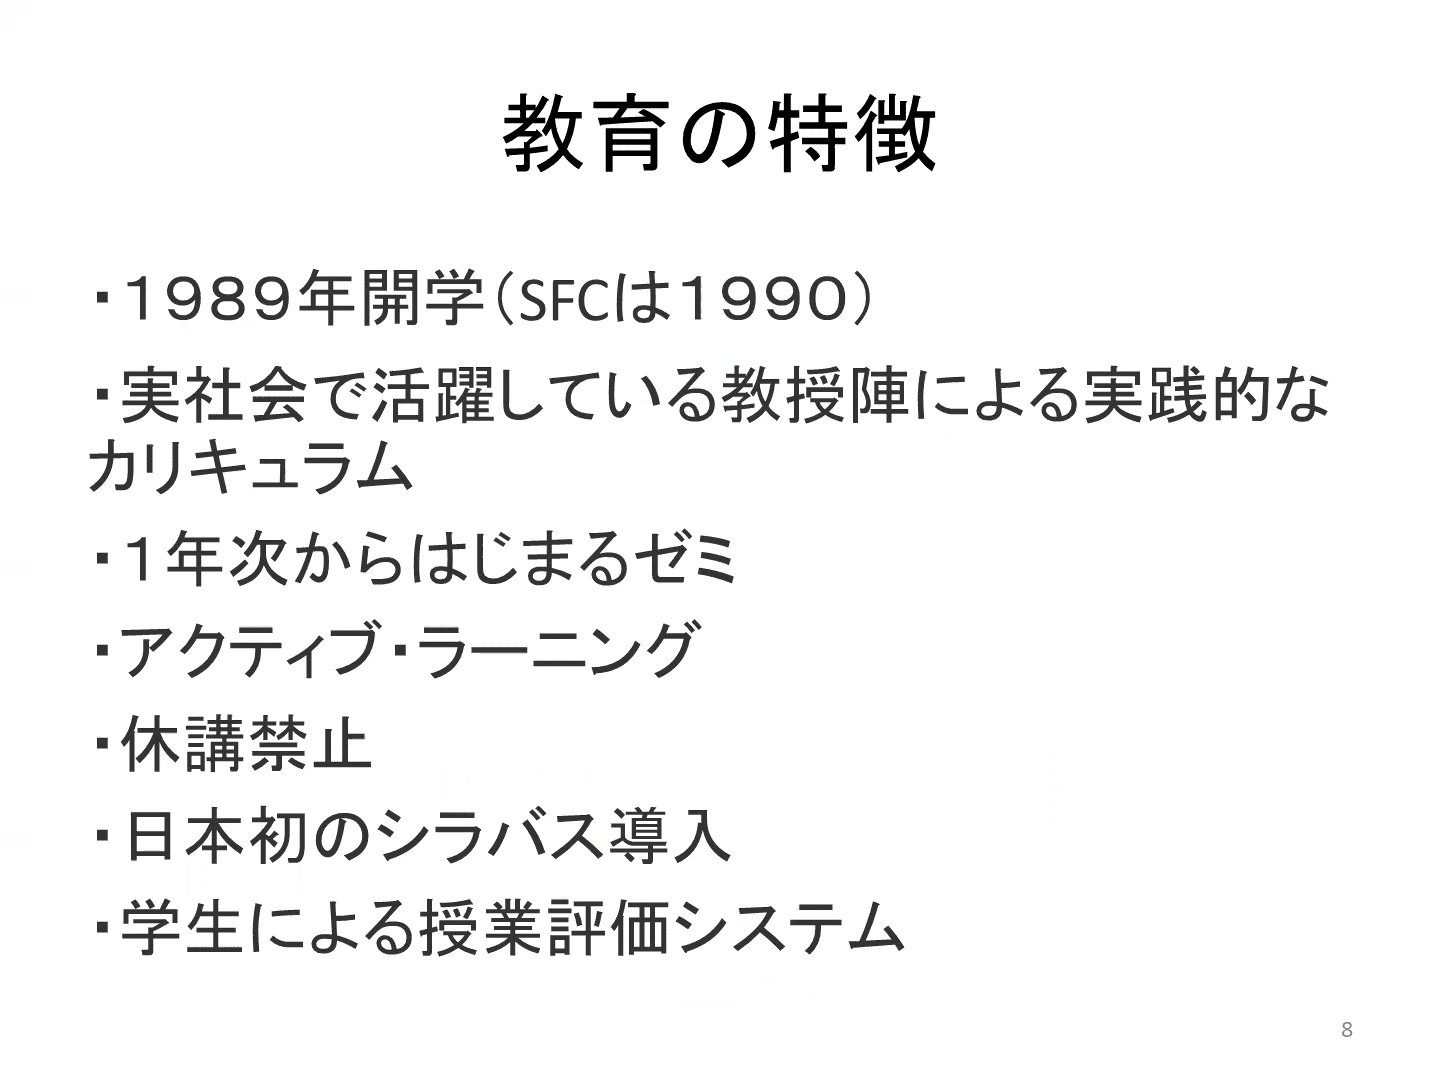 教育の特徴
・１９８９年開学（SFCは１９９０）
・実社会で活躍している教授陣による実践的な
カリキュラム
・１年次からはじまるゼミ
・アクティブ・ラーニング
・休講禁止
・日本初のシラバス導入
・学生による授業評価システム
8